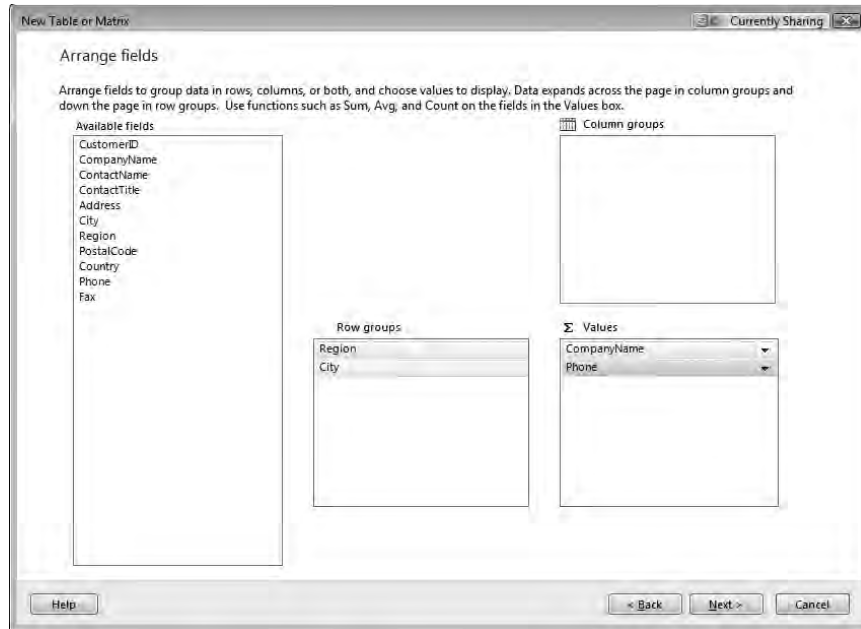 New Table or Matrix
Currently Sharing
Arrange fields
Arrange fields to group data in rows, columns, or both, and choose values to display. Data expands across the page in column groups and
down the page in row groups. Use functions such as Sum, Avg, and Count on the fields in the Values box.
Available fields
CustomerID
CompanyName
ContactName
ContactTitle
Address
City
Region
PostalCode
Country
Phone
Fax
Column groups
Row groups
Region
City
Σ Values
CompanyName
Phone
Help
< Back
Next >
Cancel